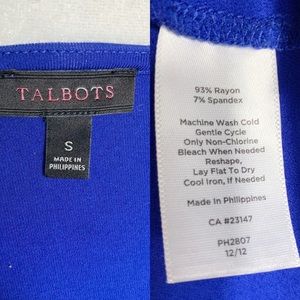 TALBOTS
S
MADE IN
PHILIPPINES
93% Rayon
7% Spandex
Machine Wash Cold
Gentle Cycle
Only Non-Chlorine
Bleach When Needed
Reshape,
Lay Flat To Dry
Cool Iron, If Needed
Made In Philippines
CA #23147
PH2807
12/12